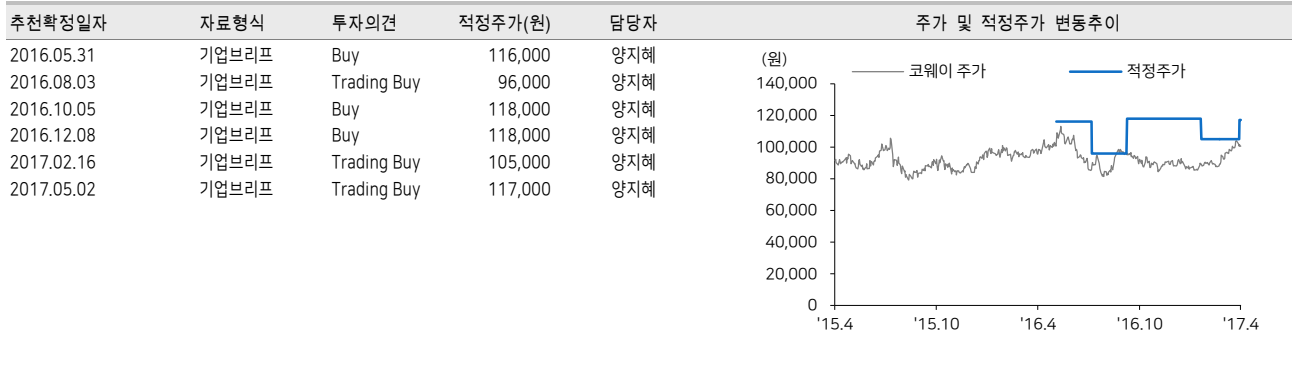 추천확정일자 자료형식 투자의견 적정주가(원) 담당자 주가 및 적정주가 변동추이
2016.05.31 기업브리프 Buy 116,000 양지혜
2016.08.03 기업브리프 Trading Buy 96,000 양지혜
2016.10.05 기업브리프 Buy 118,000 양지혜
2016.12.08 기업브리프 Buy 118,000 양지혜
2017.02.16 기업브리프 Trading Buy 105,000 양지혜
2017.05.02 기업브리프 Trading Buy 117,000 양지혜
(원)
코웨이 주가 적정주가
140,000
120,000
100,000
80,000
60,000
40,000
20,000
0
'15.4 '15.10 '16.4 '16.10 '17.4